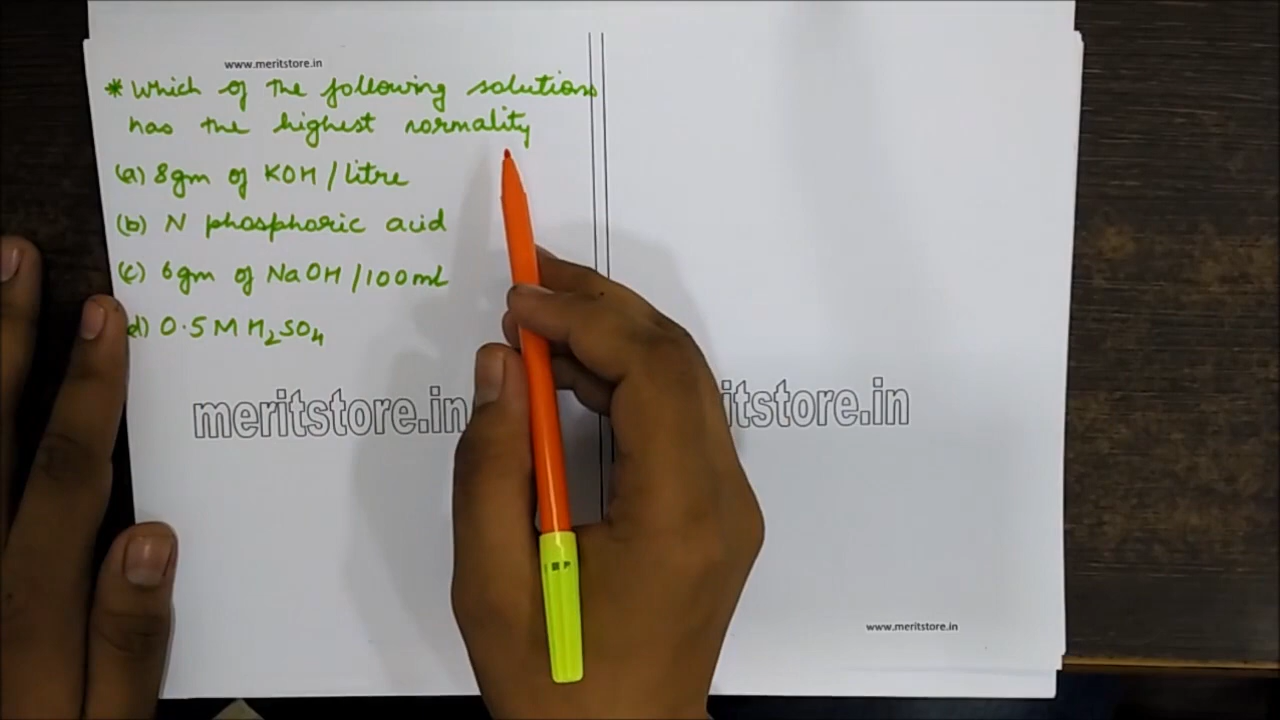 www.meritstore.in
* Which of the following solutions
has the highest normality
(a) 8gm of KOH / litre
(b) N phosphoric acid
(c) 6gm of NaOH /100ml
d) 0.5M H₂SO₄
meritstore.in
itstore.in
www.meritstore.in